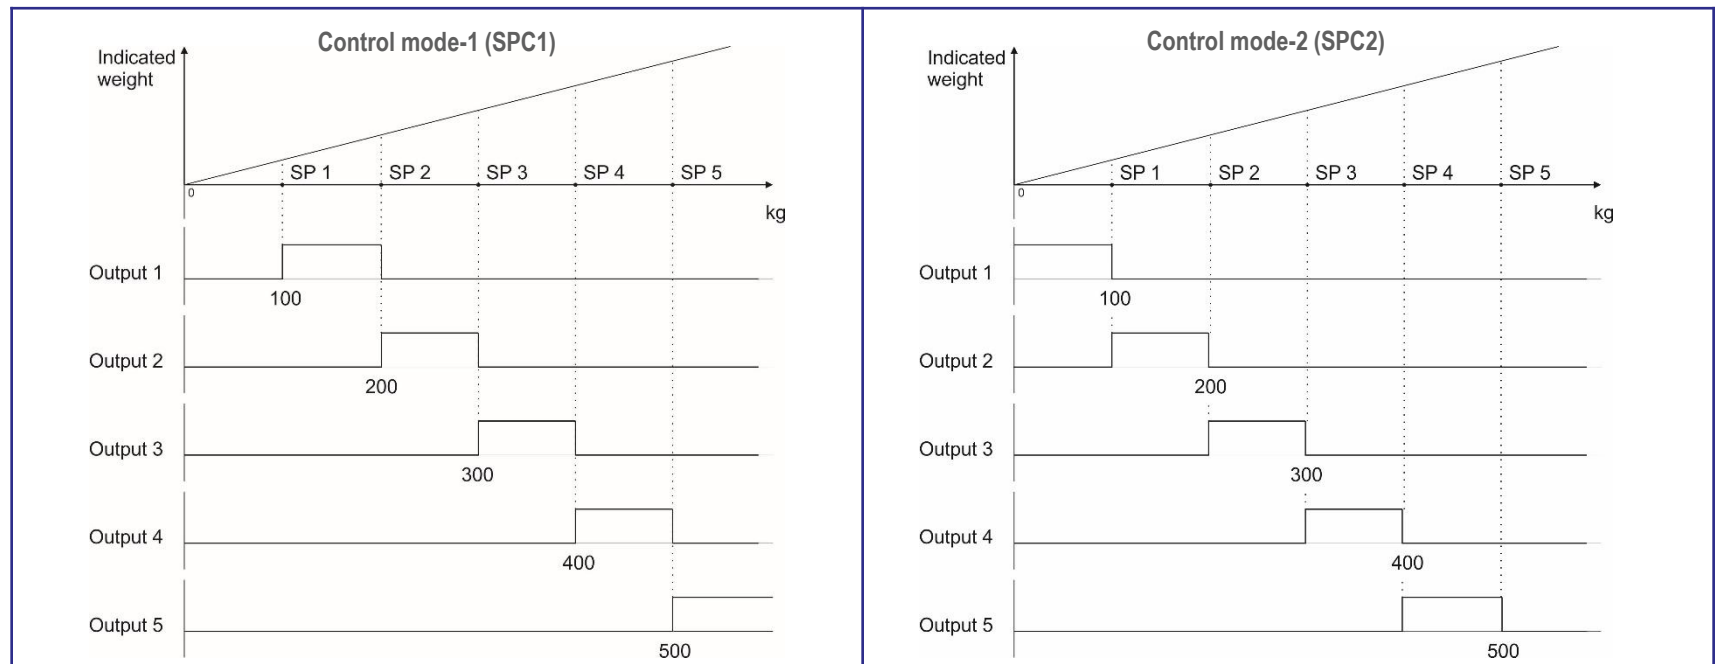 Control mode-1 (SPC1)
Indicated
weight
SP 1 SP 2 SP 3 SP 4 SP 5
0
kg
Output 1
100
Output 2
200
Output 3
300
Output 4
400
Output 5
500
Control mode-2 (SPC2)
Indicated
weight
SP 1 SP 2 SP 3 SP 4 SP 5
0
kg
Output 1
100
Output 2
200
Output 3
300
Output 4
400
Output 5
500